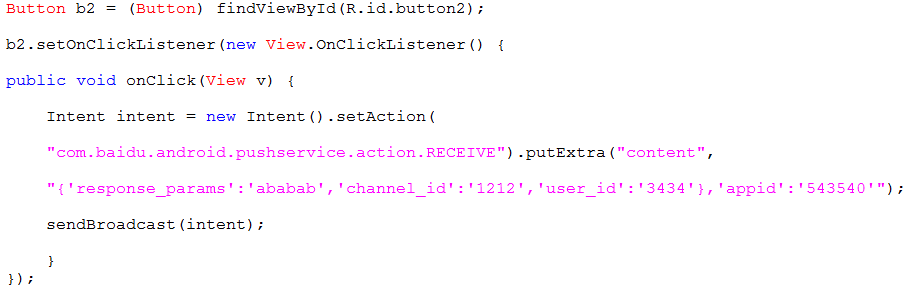 Button b2 = (Button) findViewById(R.id.button2);
b2.setOnClickListener(new View.OnClickListener() {
public void onClick(View v) {
Intent intent = new Intent().setAction(
"com.baidu.android.pushservice.action.RECEIVE").putExtra("content",
"{'response_params':'ababab','channel_id':'1212','user_id':'3434'},'appid':'543540'");
sendBroadcast(intent);
}
});